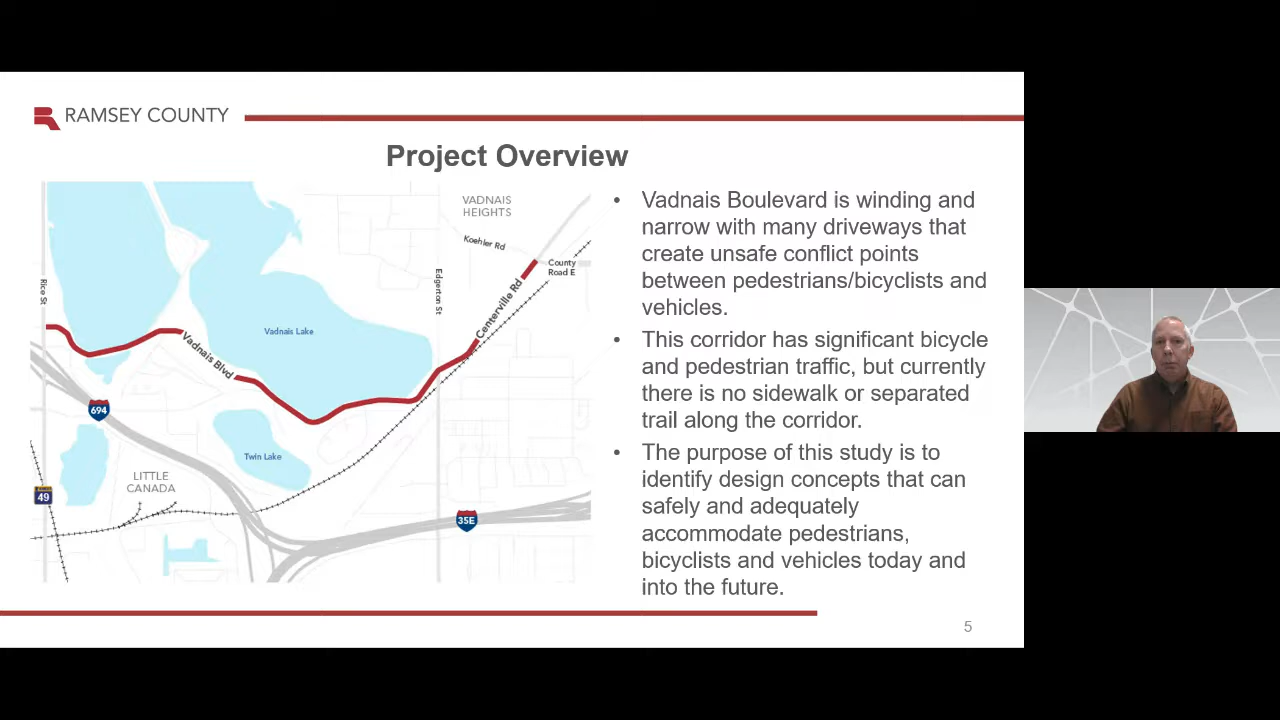 RAMSEY COUNTY
Project Overview
VADNAIS
HEIGHTS
Koehler Rd
County
Road E
Rice St
Edgerton St
Centerville Rd
Vadnais Lake
Vadnais Blvd
694
Twin Lake
LITTLE
CANADA
49
35E
• Vadnais Boulevard is winding and
narrow with many driveways that
create unsafe conflict points
between pedestrians/bicyclists and
vehicles.
• This corridor has significant bicycle
and pedestrian traffic, but currently
there is no sidewalk or separated
trail along the corridor.
• The purpose of this study is to
identify design concepts that can
safely and adequately
accommodate pedestrians,
bicyclists and vehicles today and
into the future.
5